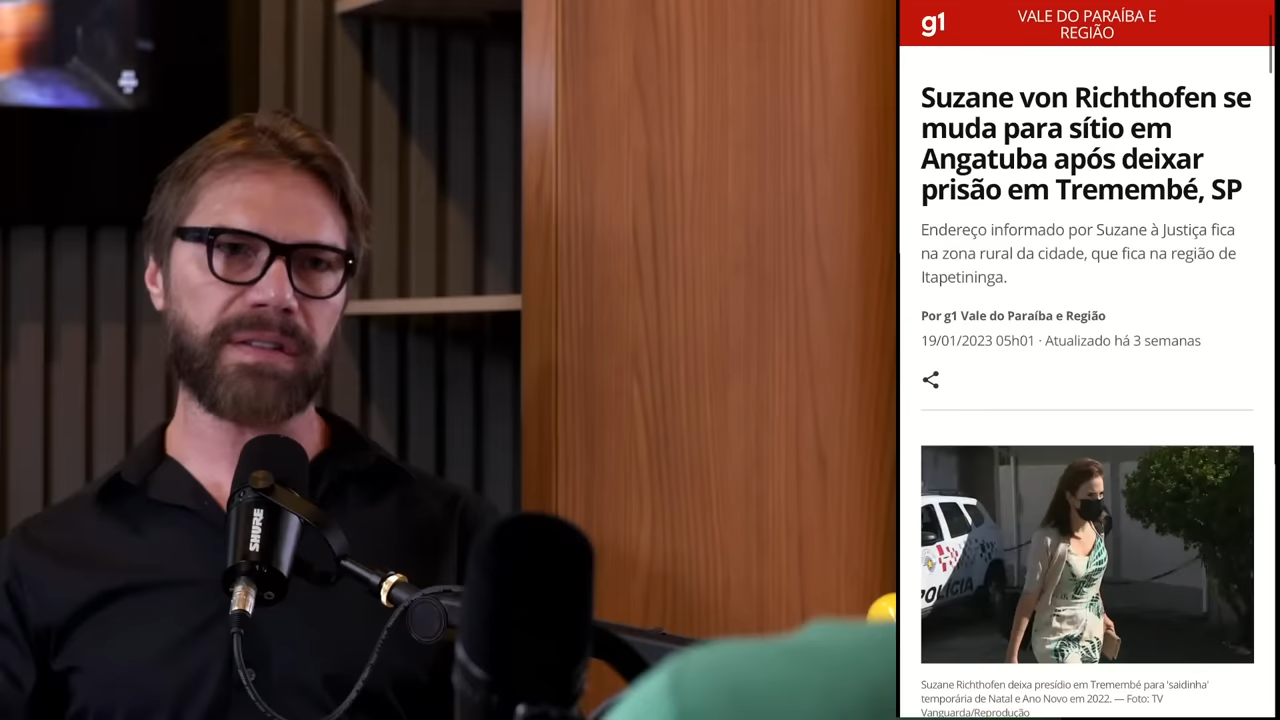 g1
VALE DO PARAÍBA E
REGIÃO
Suzane von Richthofen se
muda para sítio em
Angatuba após deixar
prisão em Tremembé, SP
Endereço informado por Suzane à Justiça fica
na zona rural da cidade, que fica na região de
Itapetininga.
Por g1 Vale do Paraíba e Região
19/01/2023 05h01 · Atualizado há 3 semanas
POLÍCIA
Suzane Richthofen deixa presídio em Tremembé para 'saidinha'
temporária de Natal e Ano Novo em 2022. — Foto: TV
Vanguarda/Reprodução
SHURE